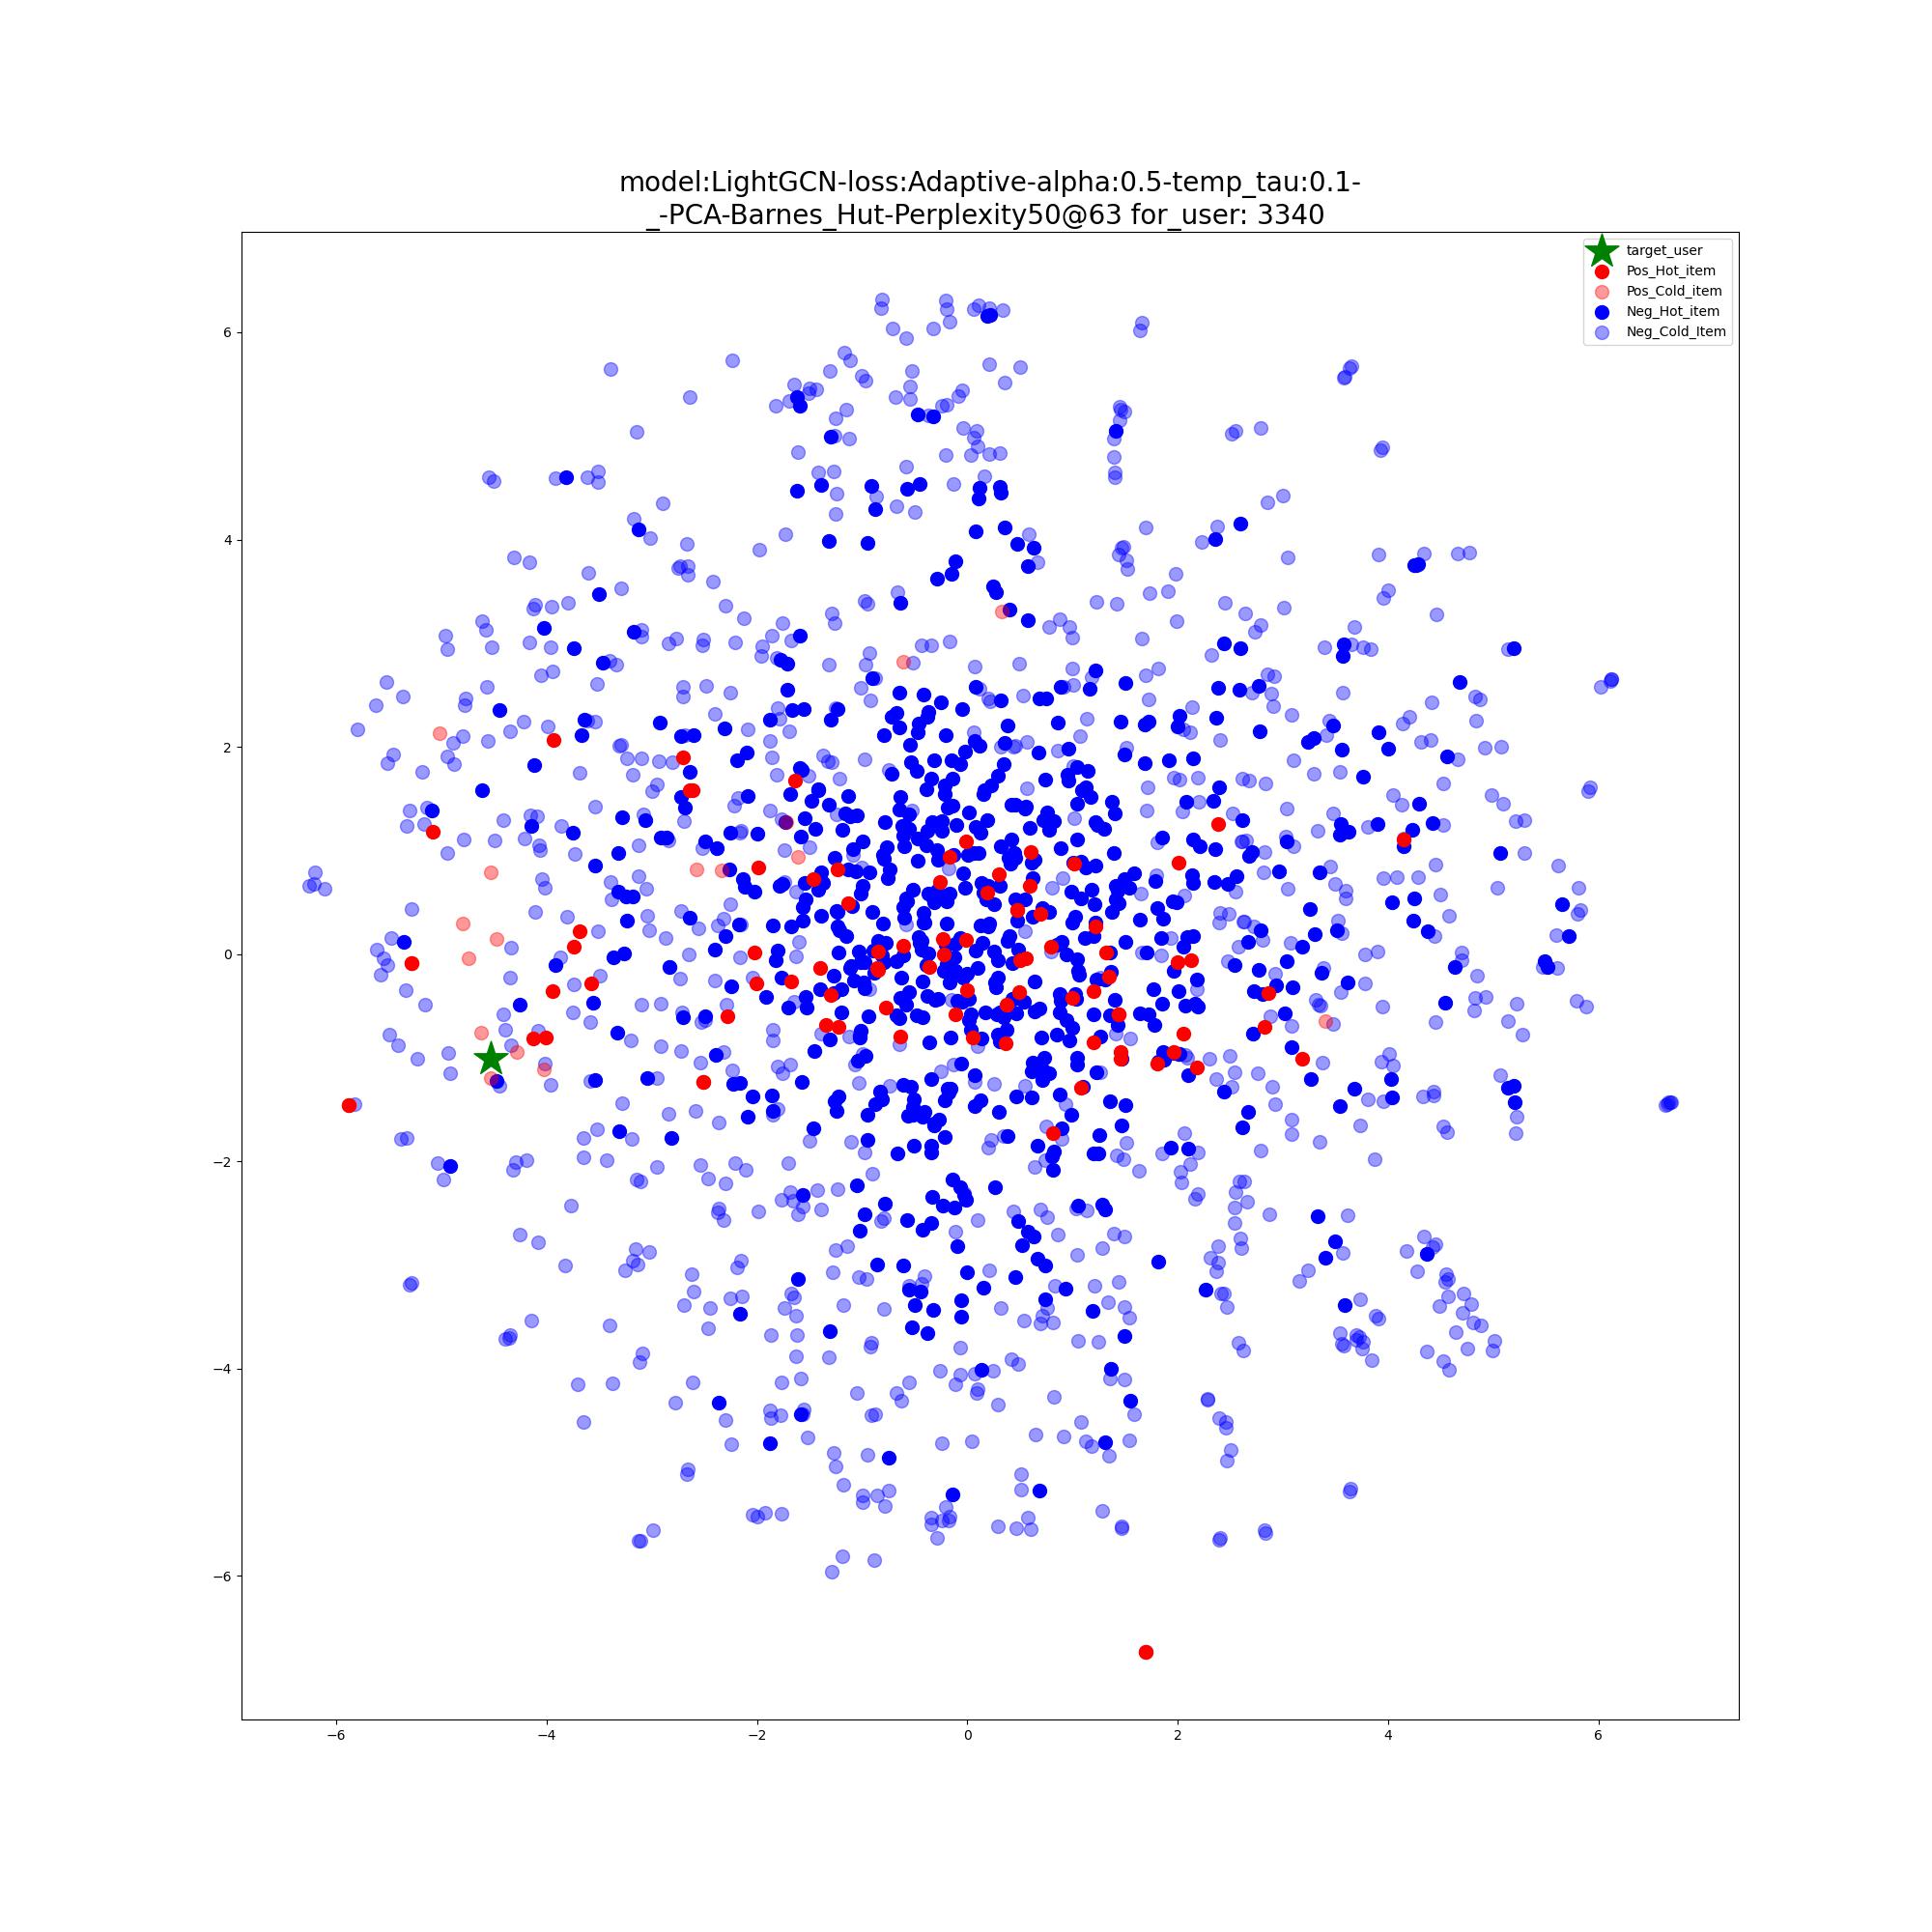 model:LightGCN-loss:Adaptive-alpha:0.5-temp_tau:0.1-
_-PCA-Barnes_Hut-Perplexity50@63 for_user: 3340
target_user
Pos_Hot_item
Pos_Cold_item
Neg_Hot_item
Neg_Cold_Item
6
4
2
0
−2
−4
−6
−6
−4
−2
0
2
4
6